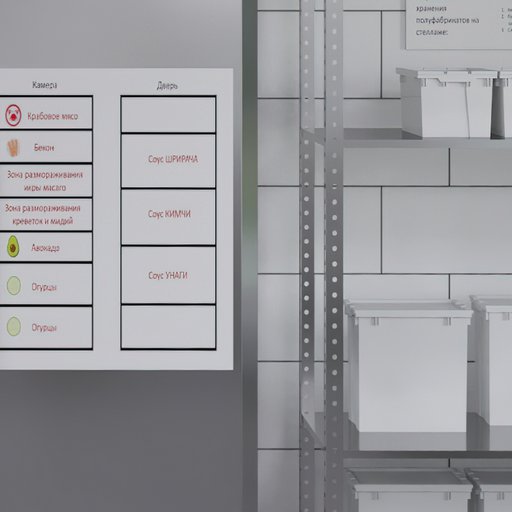 Камера
Крабовое мясо
Бекон
Зона размораживания
икры масаго
Зона размораживания
креветок и мидий
Авокадо
Огурцы
Огурцы
Дверь
Соус ШРИРАЧА
Соус КИМЧИ
Соус УНАГИ
хранения
полуфабрикатов на
стеллаже: